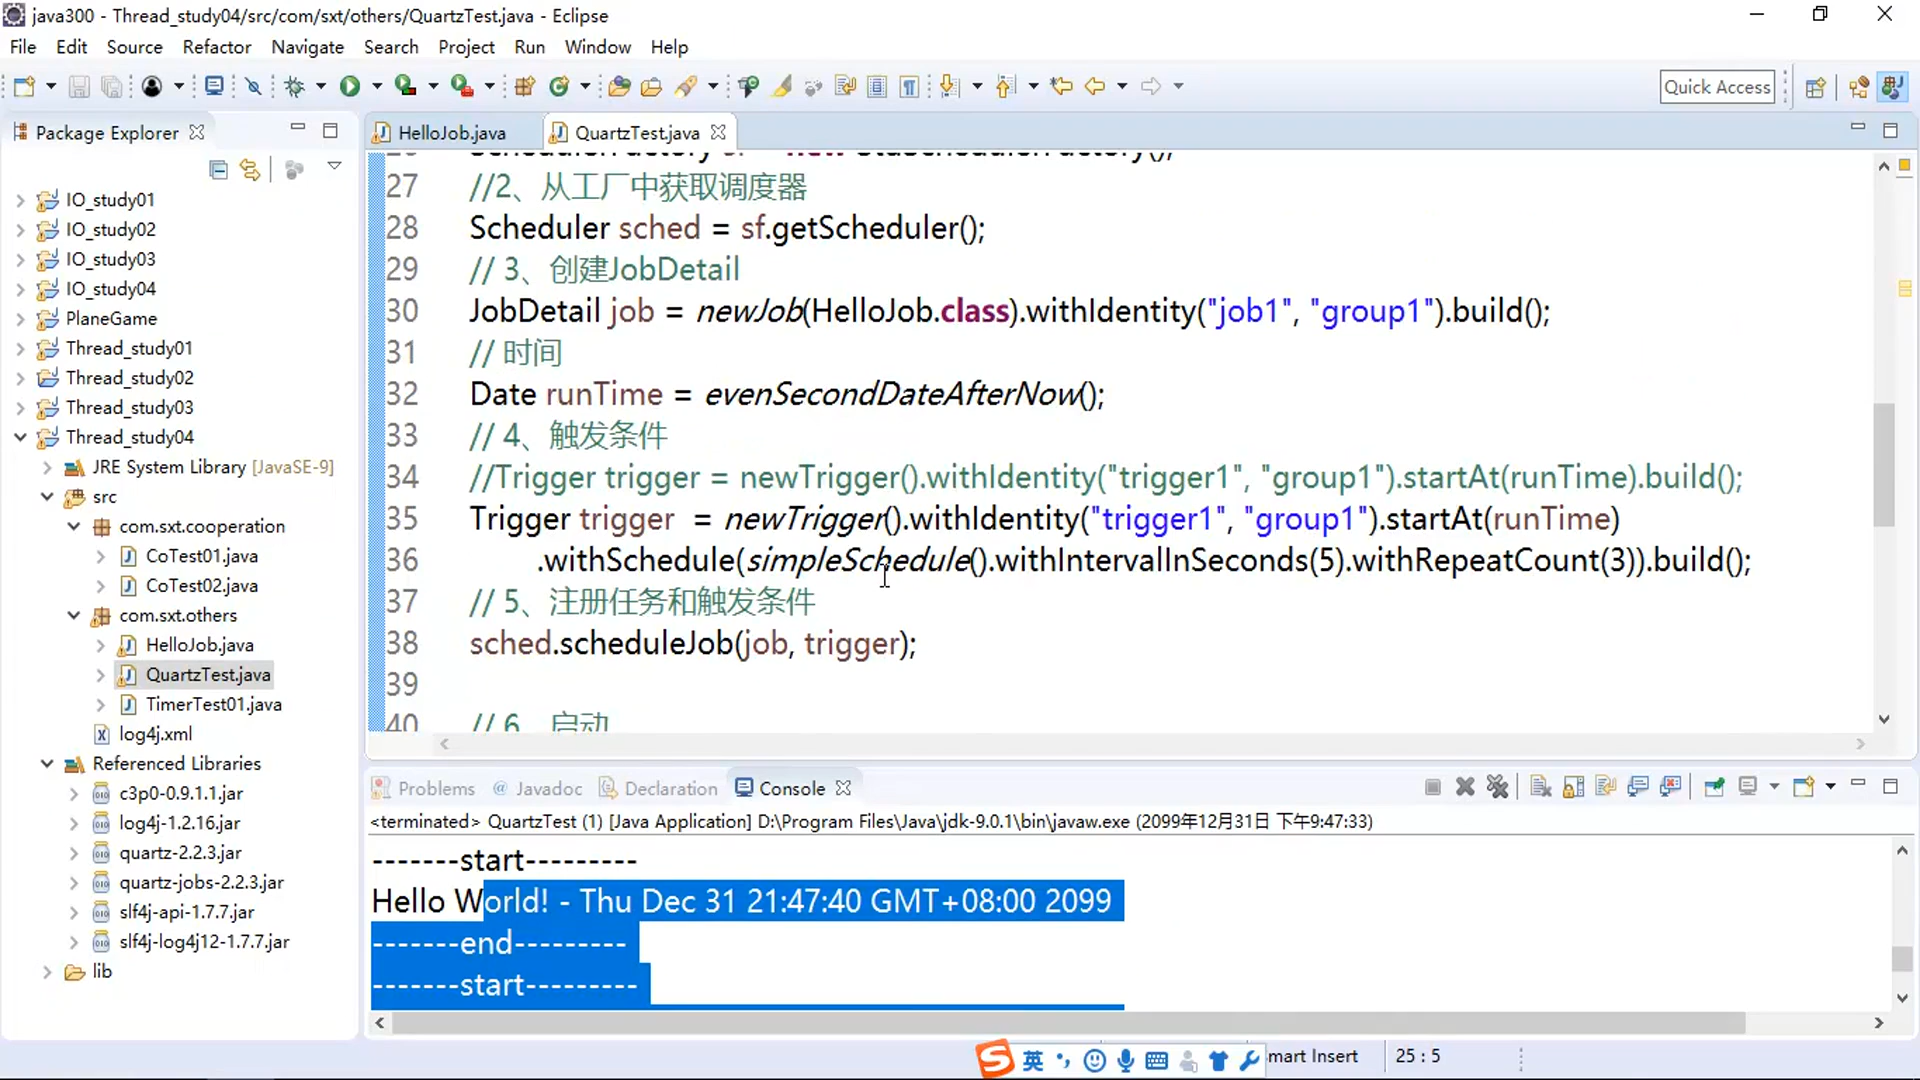 java300 - Thread_study04/src/com/sxt/others/QuartzTest.java - Eclipse
File Edit Source Refactor Navigate Search Project Run Window Help
Quick Access
Package Explorer
HelloJob.java QuartzTest.java
IO_study01
IO_study02
IO_study03
IO_study04
PlaneGame
Thread_study01
Thread_study02
Thread_study03
Thread_study04
JRE System Library [JavaSE-9]
src
com.sxt.cooperation
CoTest01.java
CoTest02.java
com.sxt.others
HelloJob.java
QuartzTest.java
TimerTest01.java
log4j.xml
Referenced Libraries
c3p0-0.9.1.1.jar
log4j-1.2.16.jar
quartz-2.2.3.jar
quartz-jobs-2.2.3.jar
slf4j-api-1.7.7.jar
slf4j-log4j12-1.7.7.jar
lib
27 //2、从工厂中获取调度器
28 Scheduler sched = sf.getScheduler();
29 // 3、创建JobDetail
30 JobDetail job = newJob(HelloJob.class).withIdentity("job1", "group1").build();
31 // 时间
32 Date runTime = evenSecondDateAfterNow();
33 // 4、触发条件
34 //Trigger trigger = newTrigger().withIdentity("trigger1", "group1").startAt(runTime).build();
35 Trigger trigger  = newTrigger().withIdentity("trigger1", "group1").startAt(runTime)
36 .withSchedule(simpleSchedule().withIntervalInSeconds(5).withRepeatCount(3)).build();
37 // 5、注册任务和触发条件
38 sched.scheduleJob(job, trigger);
39
40 // 6、启动
Problems @ Javadoc Declaration Console
<terminated> QuartzTest (1) [Java Application] D:\Program Files\Java\jdk-9.0.1\bin\javaw.exe (2099年12月31日 下午9:47:33)
-------start---------
Hello World! - Thu Dec 31 21:47:40 GMT+08:00 2099
-------end---------
-------start---------
英
mart Insert 25 : 5